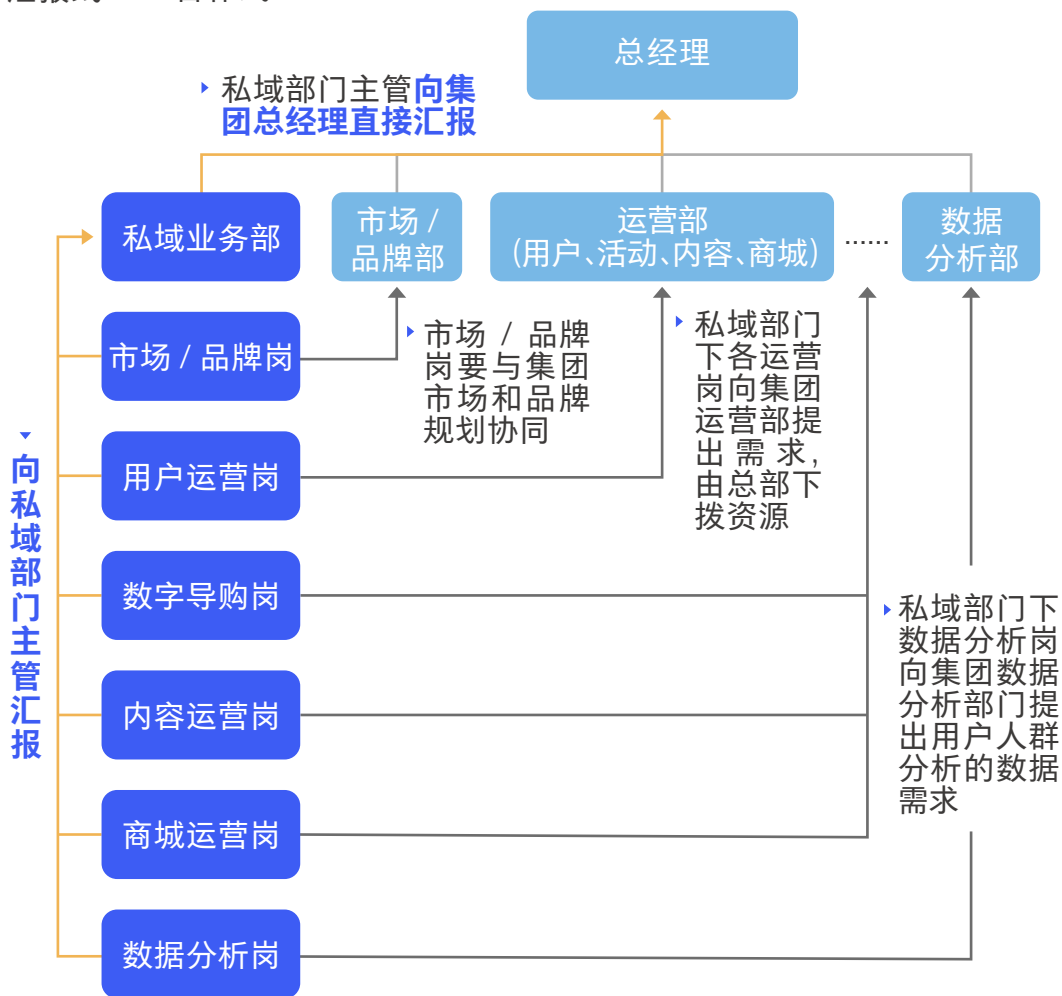 总经理
私域部门主管向集
团总经理直接汇报
私域业务部
市场 /
品牌部
运营部
(用户、活动、内容、商城)
......
数据
分析部
市场 / 品牌岗
市场 / 品牌
岗要与集团
市场和品牌
规划协同
私域部门
下各运营
岗向集团
运营部提
出需求,
由总部下
拨资源
用户运营岗
向私域部门主管汇报
数字导购岗
私域部门下
数据分析岗
向集团数据
分析部门提
出用户人群
分析的数据
需求
内容运营岗
商城运营岗
数据分析岗